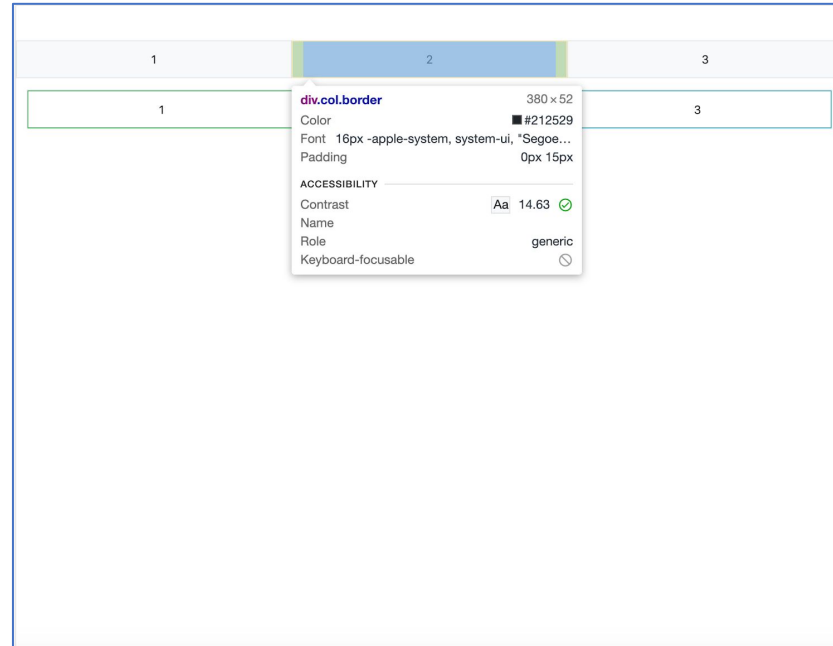 1 2 3
1 3
div.col.border 380 × 52
Color #212529
Font 16px -apple-system, system-ui, "Segoe...
Padding 0px 15px
ACCESSIBILITY
Contrast Aa 14.63
Name
Role generic
Keyboard-focusable